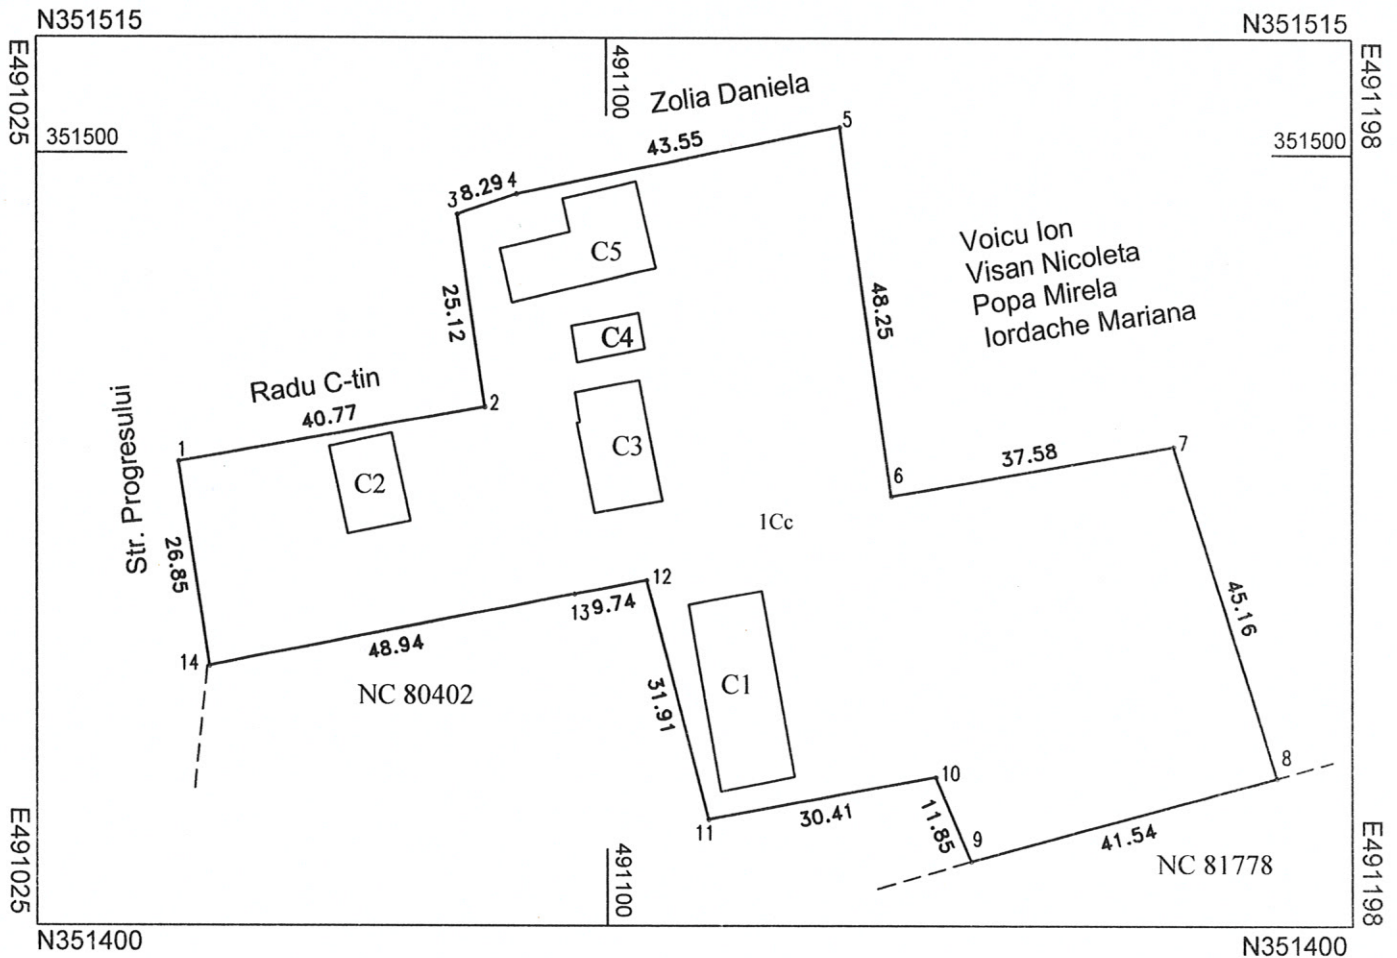 N351515
N351515
E491025
491100
E491198
351500
351500
Zolia Daniela
5
43.55
3
8.29
4
C5
Voicu Ion
Visan Nicoleta
Popa Mirela
Iordache Mariana
25.12
48.25
C4
Radu C-tin
40.77
2
Str. Progresului
1
C2
C3
7
37.58
6
1Cc
26.85
12
13
9.74
45.16
14
48.94
NC 80402
31.91
C1
10
8
11
30.41
11.85
9
41.54
NC 81778
E491025
491100
E491198
N351400
N351400